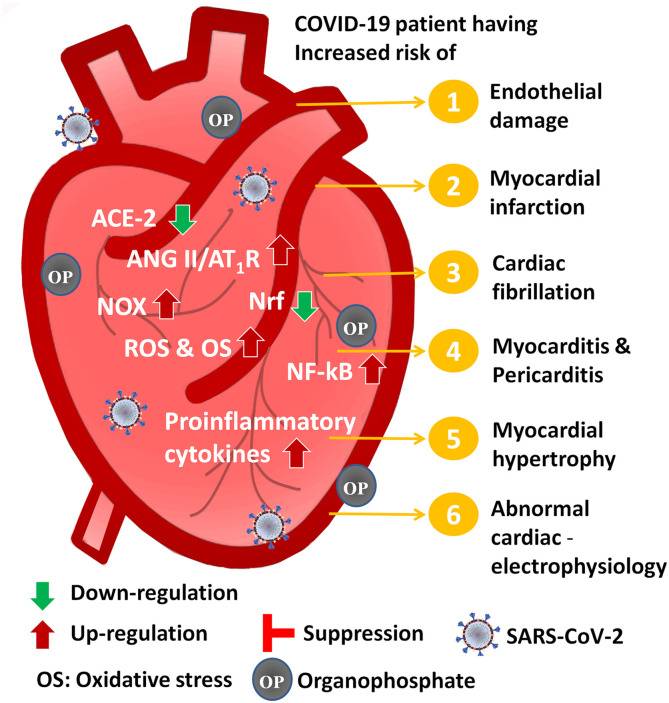 COVID-19 patient having
Increased risk of
OP
1
Endothelial
damage
2
Myocardial
infarction
ACE-2
ANG II/AT₁R
OP
3
Cardiac
fibrillation
NOX
Nrf
OP
ROS & OS
4
Myocarditis &
Pericarditis
NF-kB
Proinflammatory
cytokines
5
Myocardial
hypertrophy
OP
6
Abnormal
cardiac -
electrophysiology
Down-regulation
Up-regulation
Suppression
SARS-CoV-2
OS: Oxidative stress
OP
Organophosphate